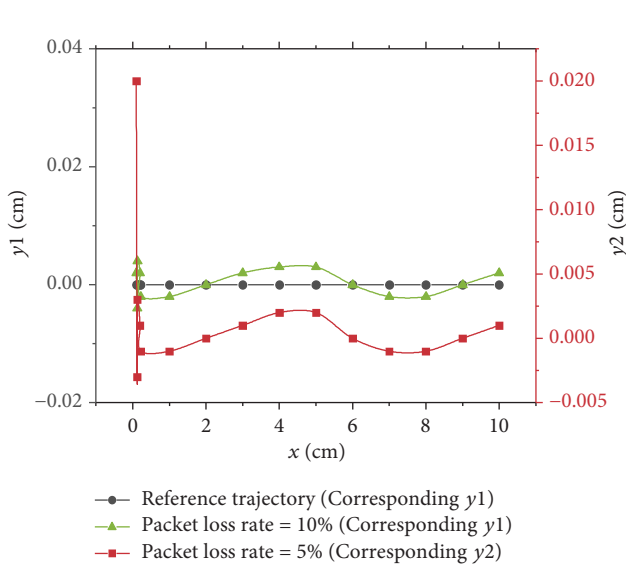 0.04
0.02
0.00
−0.02
y1 (cm)
0.020
0.015
0.010
0.005
0.000
−0.005
y2 (cm)
0 2 4 6 8 10
x (cm)
Reference trajectory (Corresponding y1)
Packet loss rate = 10% (Corresponding y1)
Packet loss rate = 5% (Corresponding y2)